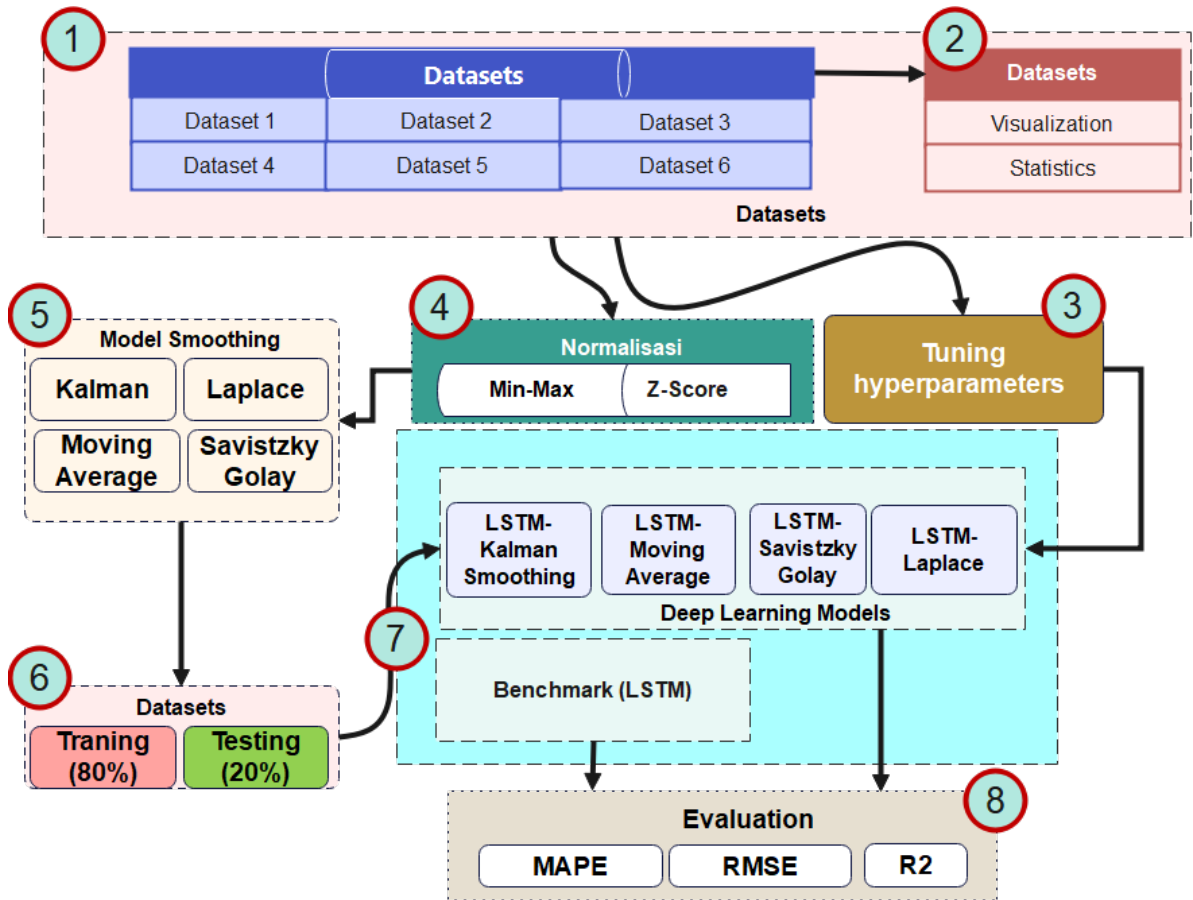 1
2
Datasets
Datasets
Dataset 1
Dataset 2
Dataset 3
Visualization
Dataset 4
Dataset 5
Dataset 6
Statistics
Datasets
5
4
3
Model Smoothing
Kalman
Laplace
Moving
Average
Savistzky
Golay
Normalisasi
Min-Max
Z-Score
Tuning
hyperparameters
LSTM-
Kalman
Smoothing
LSTM-
Moving
Average
LSTM-
Savistzky
Golay
LSTM-
Laplace
Deep Learning Models
7
Benchmark (LSTM)
6
Datasets
Traning
(80%)
Testing
(20%)
8
Evaluation
MAPE
RMSE
R2